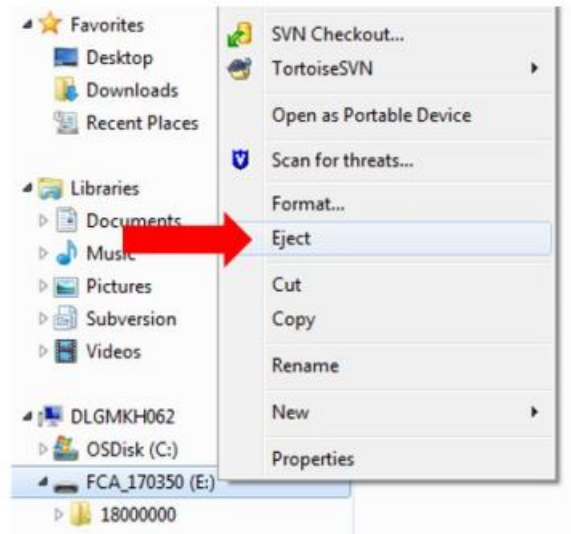 Favorites
Desktop
Downloads
Recent Places
Libraries
Documents
Music
Pictures
Subversion
Videos
DLGMKH062
OSDisk (C:)
FCA_170350 (E:)
18000000
SVN Checkout...
TortoiseSVN
Open as Portable Device
Scan for threats...
Format...
Eject
Cut
Copy
Rename
New
Properties